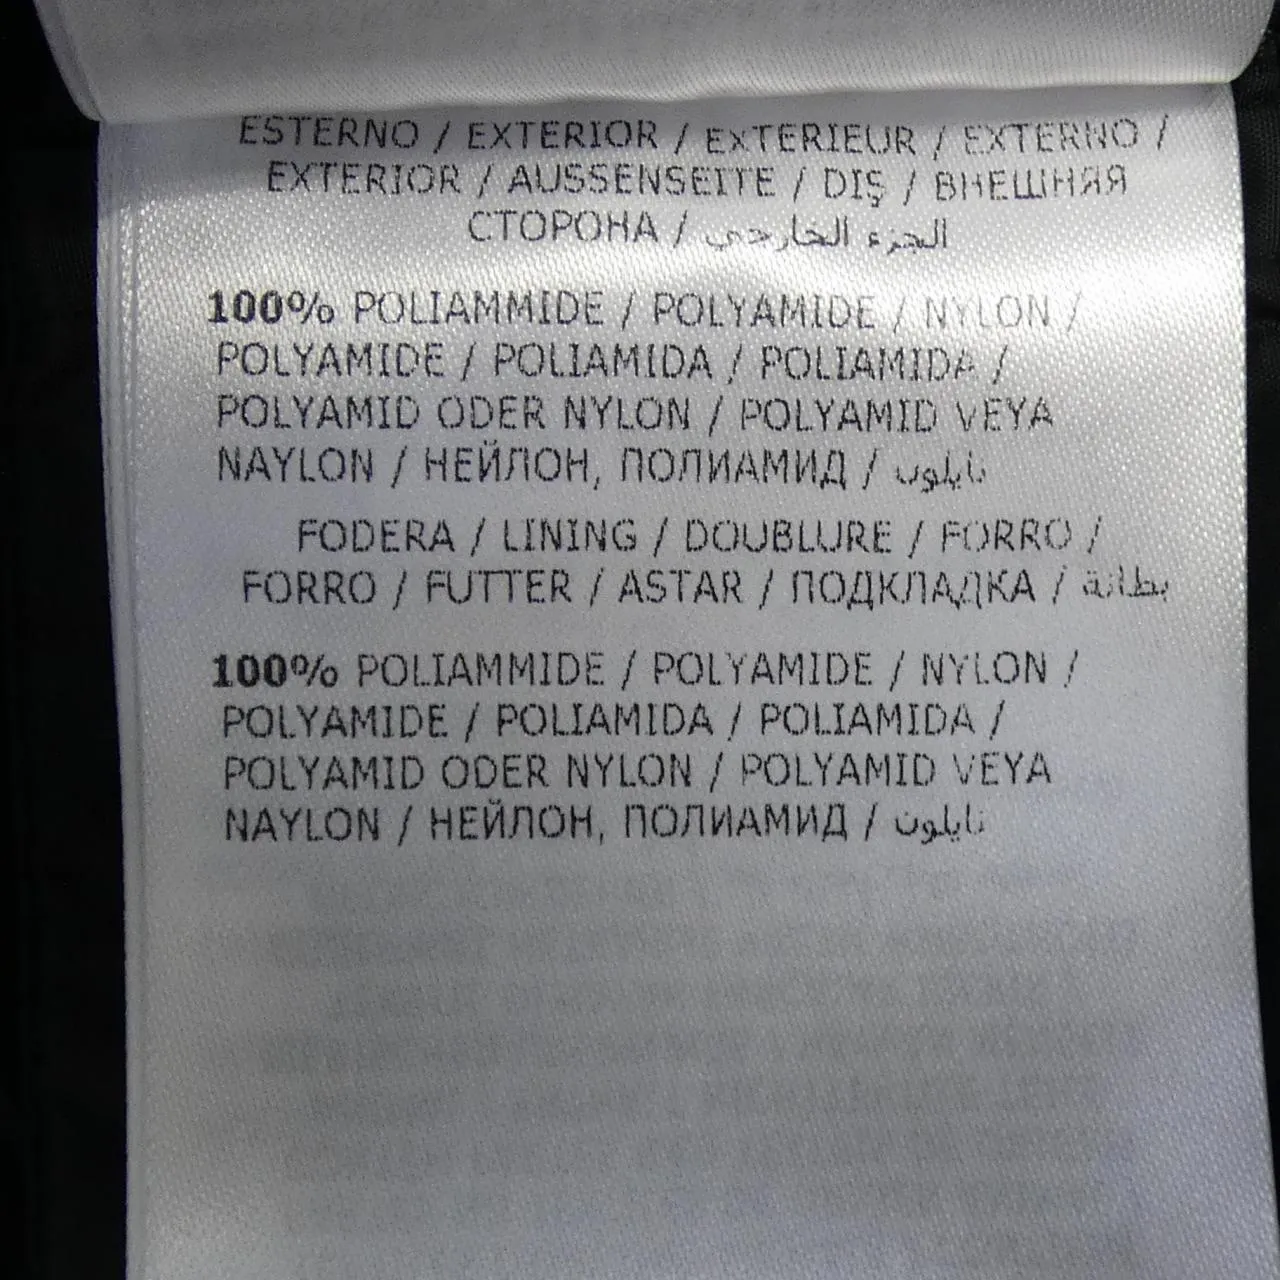 ESTERNO / EXTERIOR / EXTERIEUR / EXTERNO /
EXTERIOR / AUSSENSEITE / DIŞ / ВНЕШНЯЯ
СТОРОНА / الجزء الخارجي
100% POLIAMMIDE / POLYAMIDE / NYLON /
POLYAMIDE / POLIAMIDA / POLIAMIDA /
POLYAMID ODER NYLON / POLYAMID VEYA
NAYLON / НЕЙЛОН, ПОЛИАМИД / نايلون
FODERA / LINING / DOUBLURE / FORRO /
FORRO / FUTTER / ASTAR / ПОДКЛАДКА / بطانة
100% POLIAMMIDE / POLYAMIDE / NYLON /
POLYAMIDE / POLIAMIDA / POLIAMIDA /
POLYAMID ODER NYLON / POLYAMID VEYA
NAYLON / НЕЙЛОН, ПОЛИАМИД / نايلون